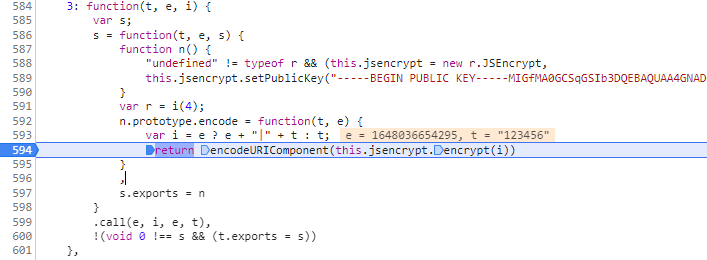 584 3: function(t, e, i) {
585 var s;
586 s = function(t, e, s) {
587 function n() {
588 "undefined" != typeof r && (this.jsencrypt = new r.JSEncrypt,
589 this.jsencrypt.setPublicKey("-----BEGIN PUBLIC KEY-----MIGfMA0GCSqGSIb3DQEBAQUAA4GNAD
590 }
591 var r = i(4);
592 n.prototype.encode = function(t, e) {
593 var i = e ? e + "|" + t : t; e = 1648036654295, t = "123456"
594 return encodeURIComponent(this.jsencrypt.encrypt(i))
595 }
596 ,
597 s.exports = n
598 }
599 .call(e, i, e, t),
600 !(void 0 !== s && (t.exports = s))
601 },